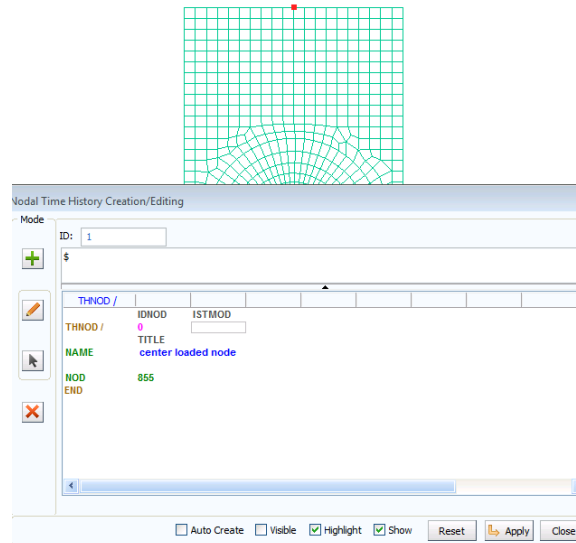 Nodal Time History Creation/Editing
Mode
ID: 1
$
THNOD /
IDNOD ISTMOD
THNOD / 0
TITLE
NAME center loaded node
NOD 855
END
Auto Create Visible Highlight Show Reset Apply Close